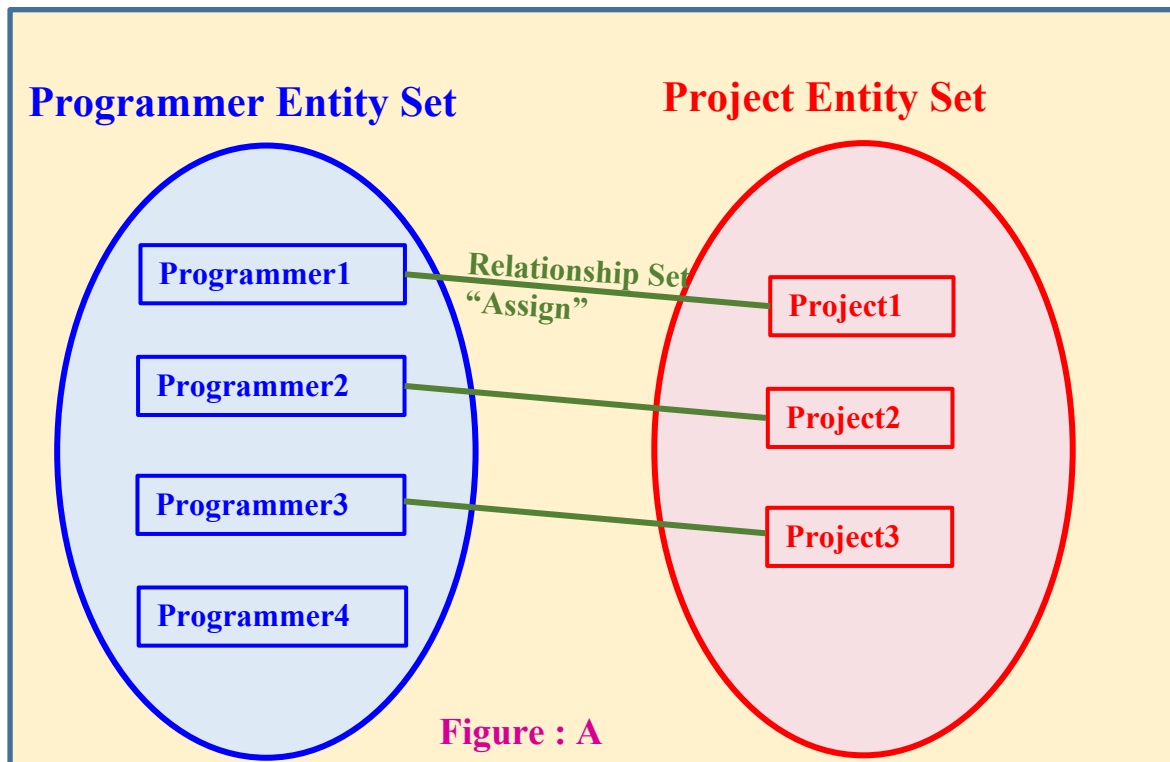 Programmer Entity Set
Project Entity Set
Programmer1
Relationship Set
“Assign”
Project1
Programmer2
Project2
Programmer3
Project3
Programmer4
Figure : A